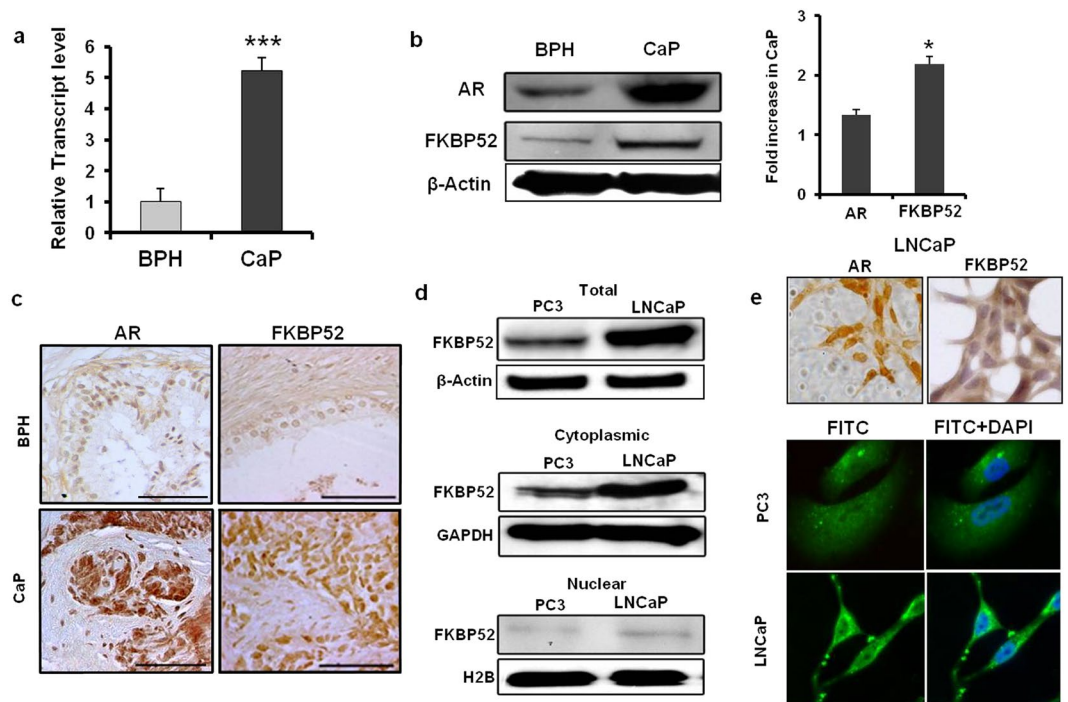 a
Relative Transcript level
6
5
4
3
2
1
0
***
BPH CaP
b
BPH CaP
AR
FKBP52
β-Actin
Fold increase in CaP
3
2
1
0
*
AR FKBP52
c
AR FKBP52
BPH
CaP
d
Total
PC3 LNCaP
FKBP52
β-Actin
Cytoplasmic
PC3 LNCaP
FKBP52
GAPDH
Nuclear
PC3 LNCaP
FKBP52
H2B
e
LNCaP
AR FKBP52
FITC FITC+DAPI
PC3
LNCaP